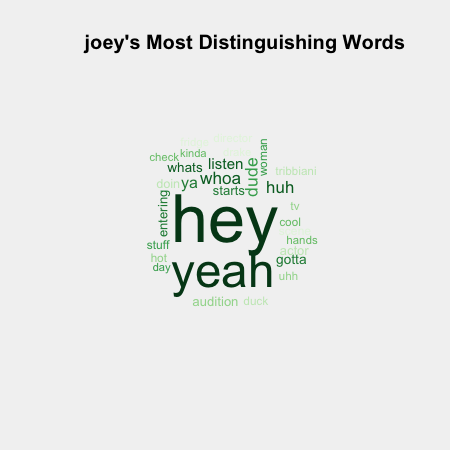 joey's Most Distinguishing Words
kinda
check
whats
listen
woman
doin
ya
whoa
dude
tribbiani
starts
huh
entering
hey
tv
cool
stuff
hands
actor
hot
yeah
gotta
day
uhh
audition
duck